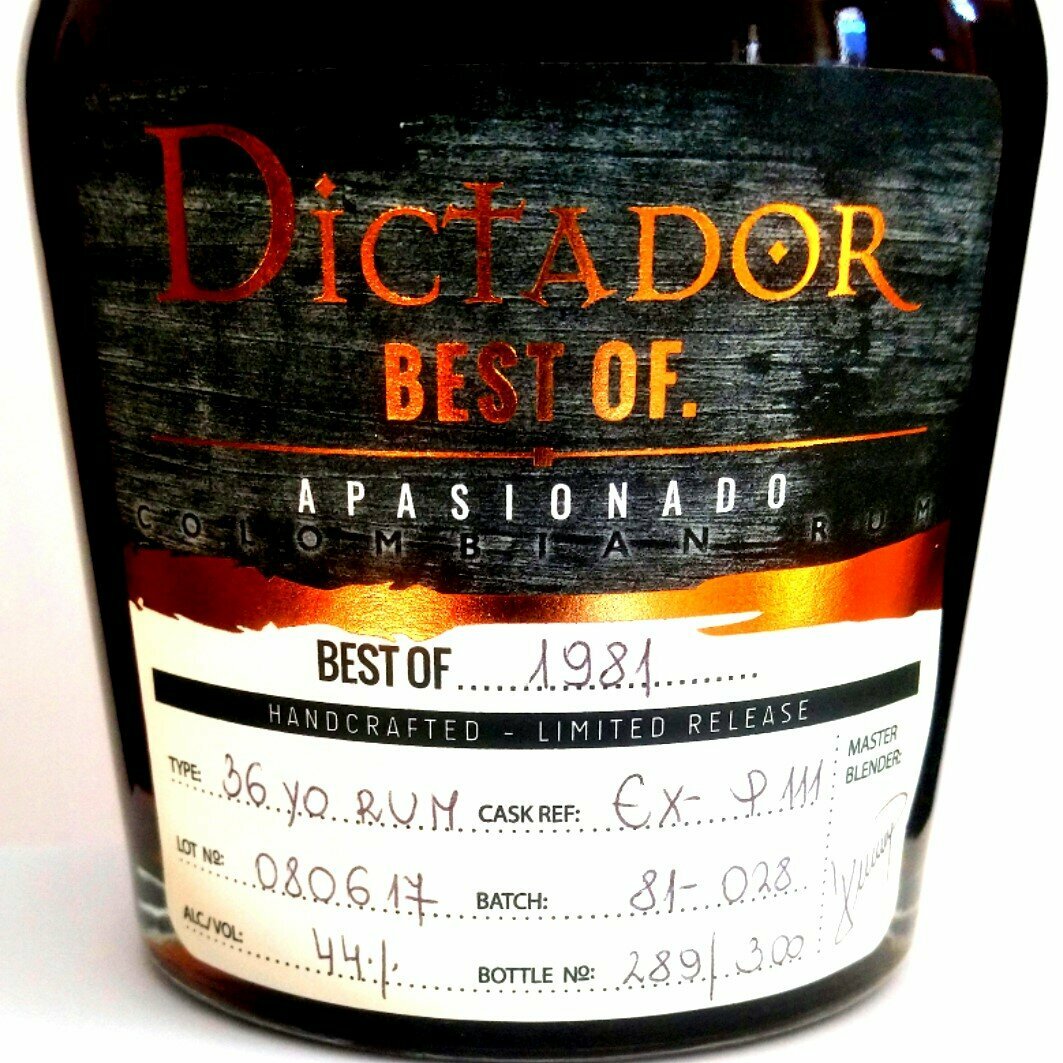 DICTADOR
BEST OF.
APASIONADO
COLOMBIAN RUM
BEST OF 1981
HANDCRAFTED - LIMITED RELEASE
TYPE: 36 YO RUM CASK REF: EX-P111
MASTER BLENDER:
LOT Nº: 080617 BATCH: 81-028
ALC/VOL: 44·/· BOTTLE Nº: 289/300